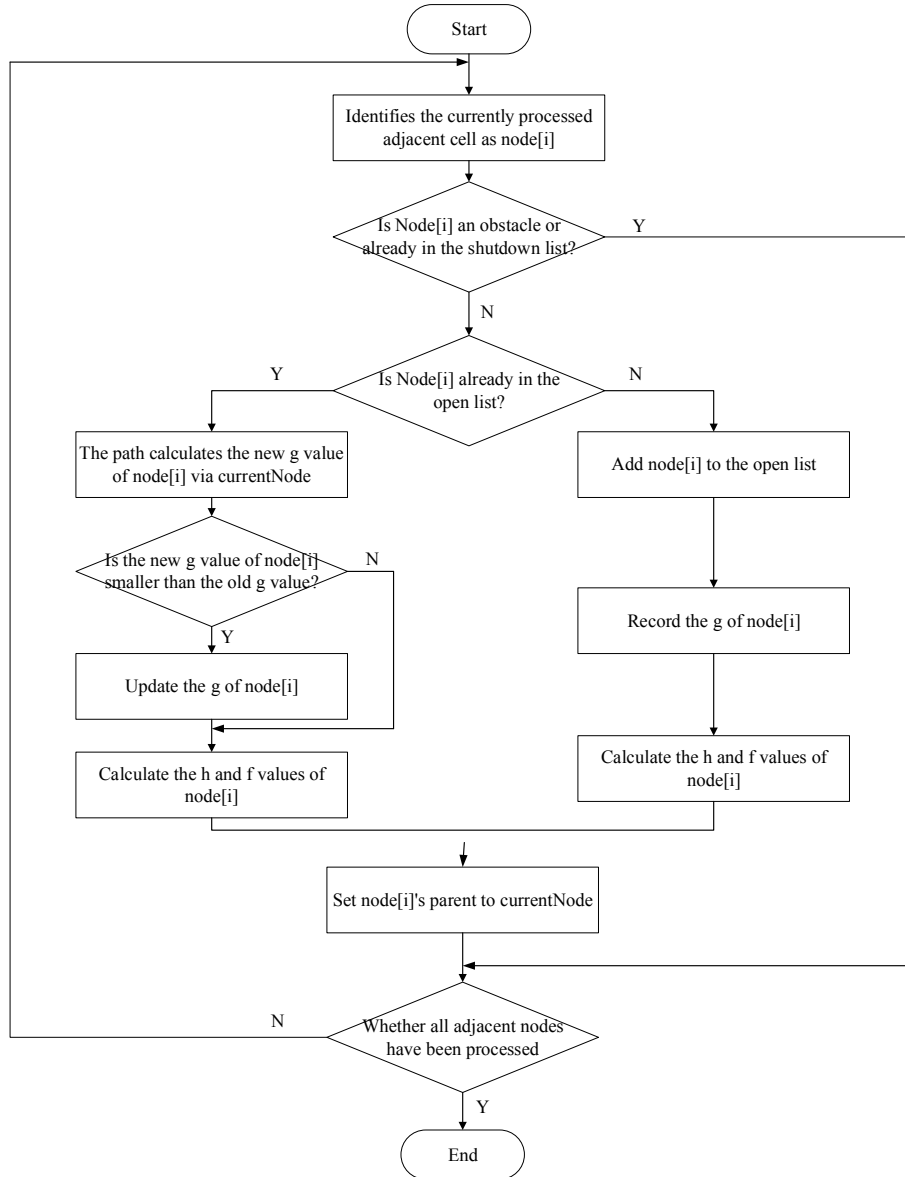 Start
Identifies the currently processed
adjacent cell as node[i]
Is Node[i] an obstacle or
already in the shutdown list?
Y
N
Is Node[i] already in the
open list?
Y
N
The path calculates the new g value
of node[i] via currentNode
Add node[i] to the open list
Is the new g value of node[i]
smaller than the old g value?
N
Y
Record the g of node[i]
Update the g of node[i]
Calculate the h and f values of
node[i]
Calculate the h and f values of
node[i]
Set node[i]'s parent to currentNode
Whether all adjacent nodes
have been processed
N
Y
End